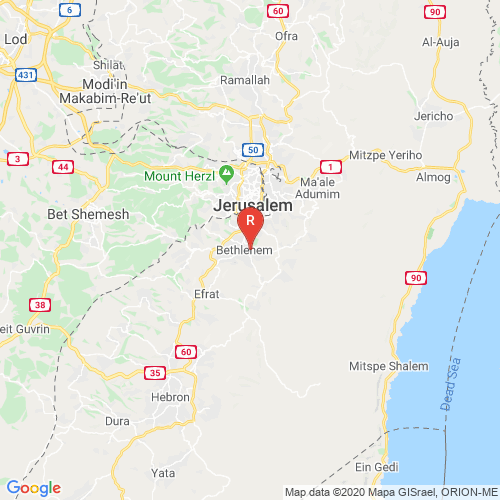 6
60
90
Lod
Ofra
Al-Auja
Shilat
431
Modi'in
Makabim-Re'ut
Ramallah
Jericho
50
3
44
1
Mitzpe Yeriho
Mount Herzl
Ma'ale
Adumim
Almog
Jerusalem
Bet Shemesh
R
Bethlehem
90
Efrat
38
eit Guvrin
60
35
Mitspe Shalem
Dead Sea
Hebron
Dura
Yata
Ein Gedi
Google
Map data ©2020 Mapa GISrael, ORION-ME